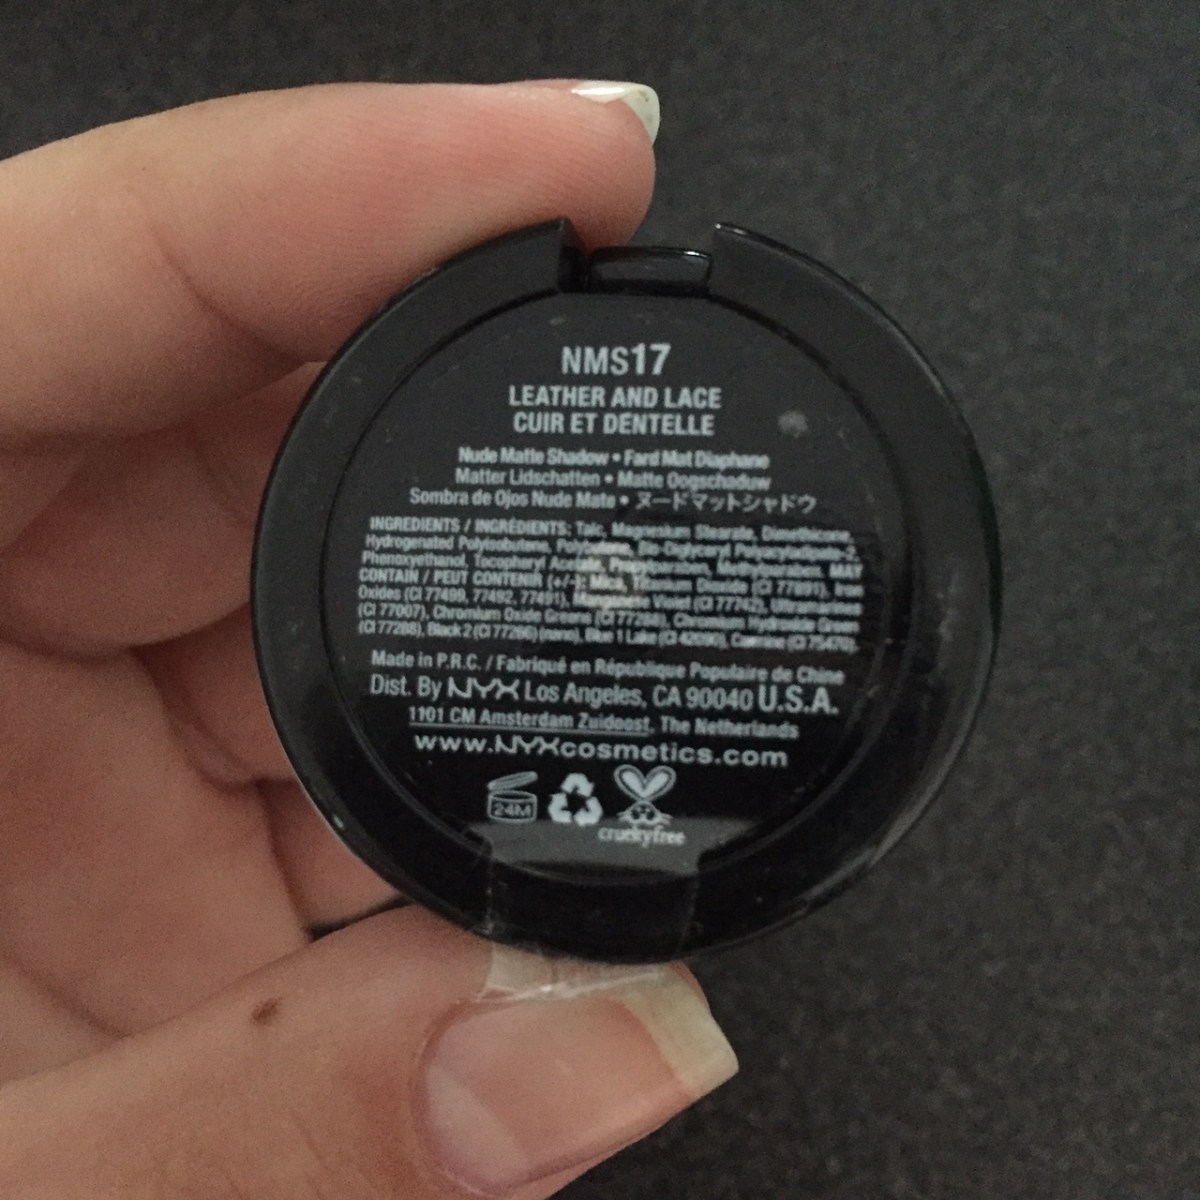 NMS17
LEATHER AND LACE
CUIR ET DENTELLE
Nude Matte Shadow • Fard Mat Diaphane
Matter Lidschatten • Matte Oogschaduw
Sombra de Ojos Nude Mate • ヌードマットシャドウ
INGREDIENTS / INGRÉDIENTS: Talc, Magnesium Stearate, Dimethicone,
Hydrogenated Polyisobutene, Polybutene, Bis-Diglyceryl Polyacyladipate-2,
Phenoxyethanol, Tocopheryl Acetate, Propylparaben, Methylparaben. MAY
CONTAIN / PEUT CONTENIR (+/-): Mica, Titanium Dioxide (CI 77891), Iron
Oxides (CI 77499, 77492, 77491), Manganese Violet (CI 77742), Ultramarines
(CI 77007), Chromium Oxide Greens (CI 77288), Chromium Hydroxide Green
(CI 77288), Black 2 (CI 77266) (nano), Blue 1 Lake (CI 42090), Carmine (CI 75470).
Made in P.R.C. / Fabriqué en République Populaire de Chine
Dist. By NYX Los Angeles, CA 90040 U.S.A.
1101 CM Amsterdam Zuidoost, The Netherlands
www.NYXcosmetics.com
24M
crueltyfree